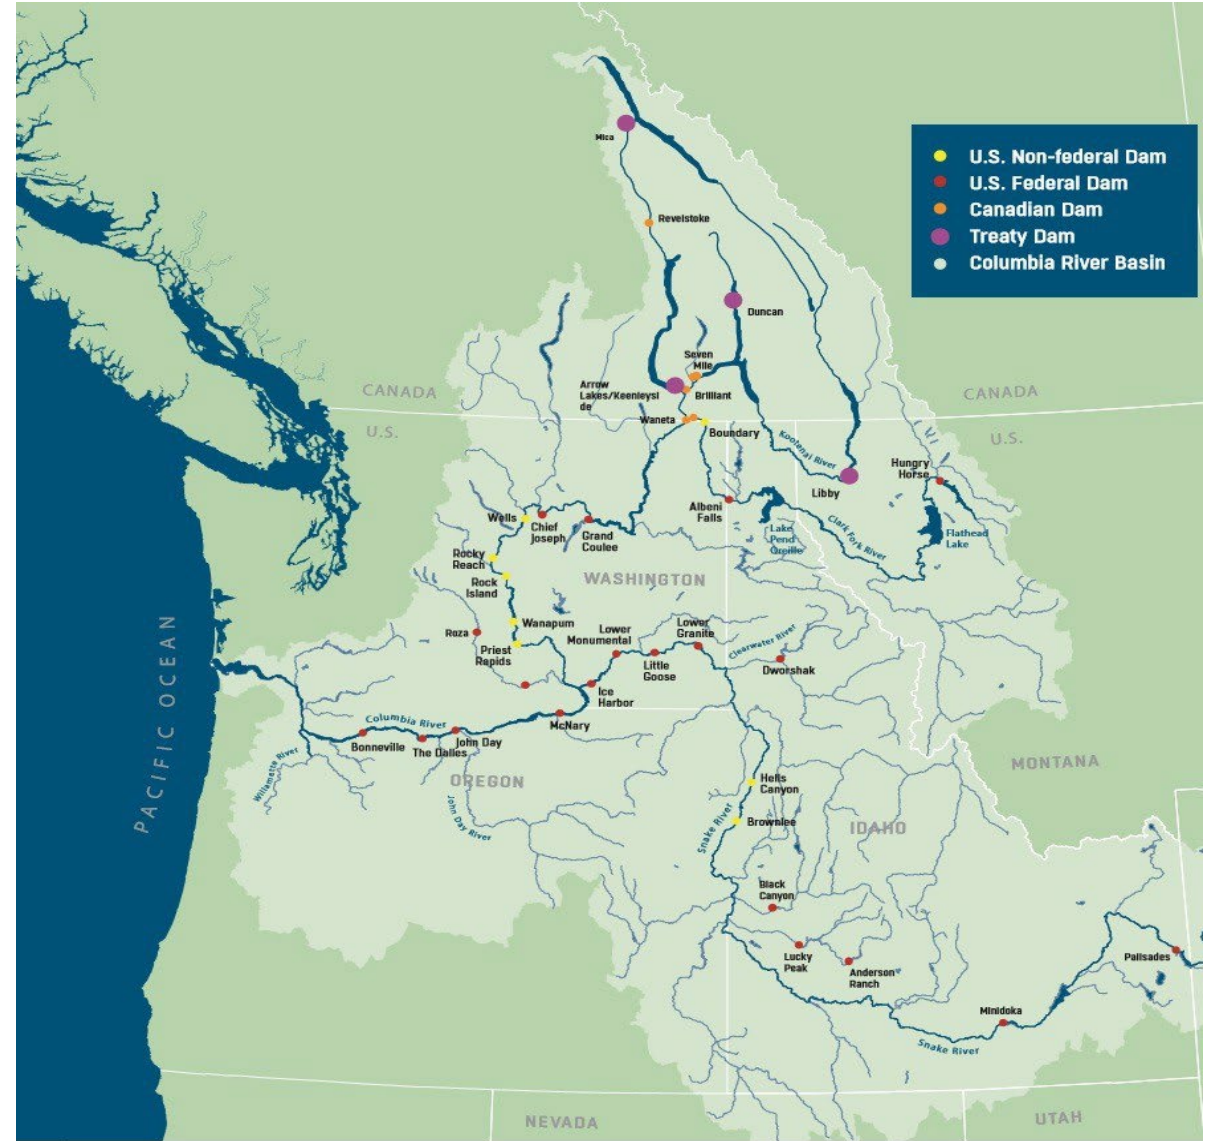 Mica
U.S. Non-federal Dam
U.S. Federal Dam
Canadian Dam
Treaty Dam
Columbia River Basin
Revelstoke
Duncan
Seven
Mile
Arrow
Lakes/Keenleysi
de
Brilliant
CANADA
CANADA
Waneta
U.S.
Boundary
U.S.
Kootenai River
Hungry
Horse
Libby
Albeni
Falls
Wells
Chief
Joseph
Grand
Coulee
Lake
Pend
Oreille
Clark Fork River
Flathead
Lake
Rocky
Reach
Rock
Island
WASHINGTON
Wanapum
Roza
Priest
Rapids
Lower
Monumental
Lower
Granite
Little
Goose
Clearwater River
Dworshak
Ice
Harbor
PACIFIC OCEAN
Columbia River
McNary
Bonneville
The Dalles
John Day
Willamette River
OREGON
John Day River
MONTANA
Hells
Canyon
Brownlee
Snake River
IDAHO
Black
Canyon
Lucky
Peak
Anderson
Ranch
Palisades
Minidoka
Snake River
NEVADA
UTAH